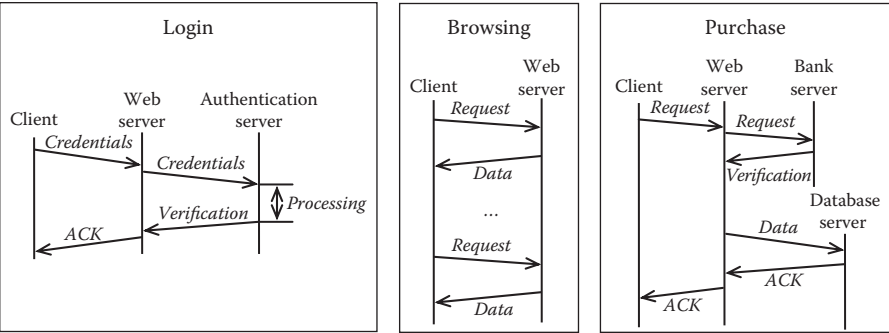 Login
Client
Web
server
Authentication
server
Credentials
Credentials
Processing
Verification
ACK
Browsing
Client
Web
server
Request
Data
...
Request
Data
Purchase
Client
Web
server
Bank
server
Request
Request
Verification
Database
server
Data
ACK
ACK